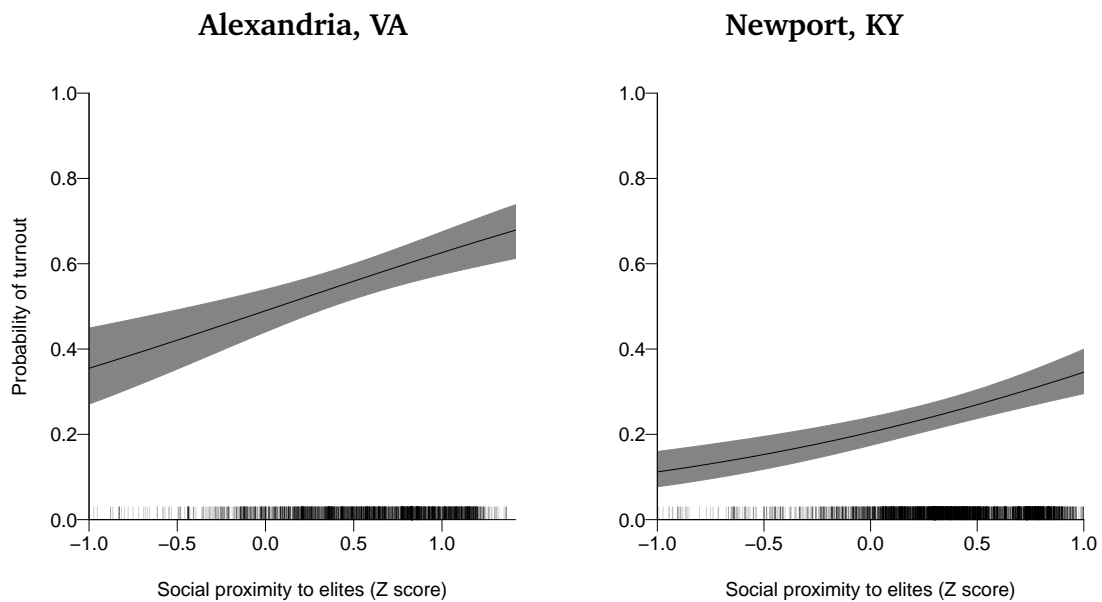 Alexandria, VA
Newport, KY
1.0
0.8
0.6
0.4
0.2
0.0
Probability of turnout
−1.0 −0.5 0.0 0.5 1.0
Social proximity to elites (Z score)
1.0
0.8
0.6
0.4
0.2
0.0
−1.0 −0.5 0.0 0.5 1.0
Social proximity to elites (Z score)